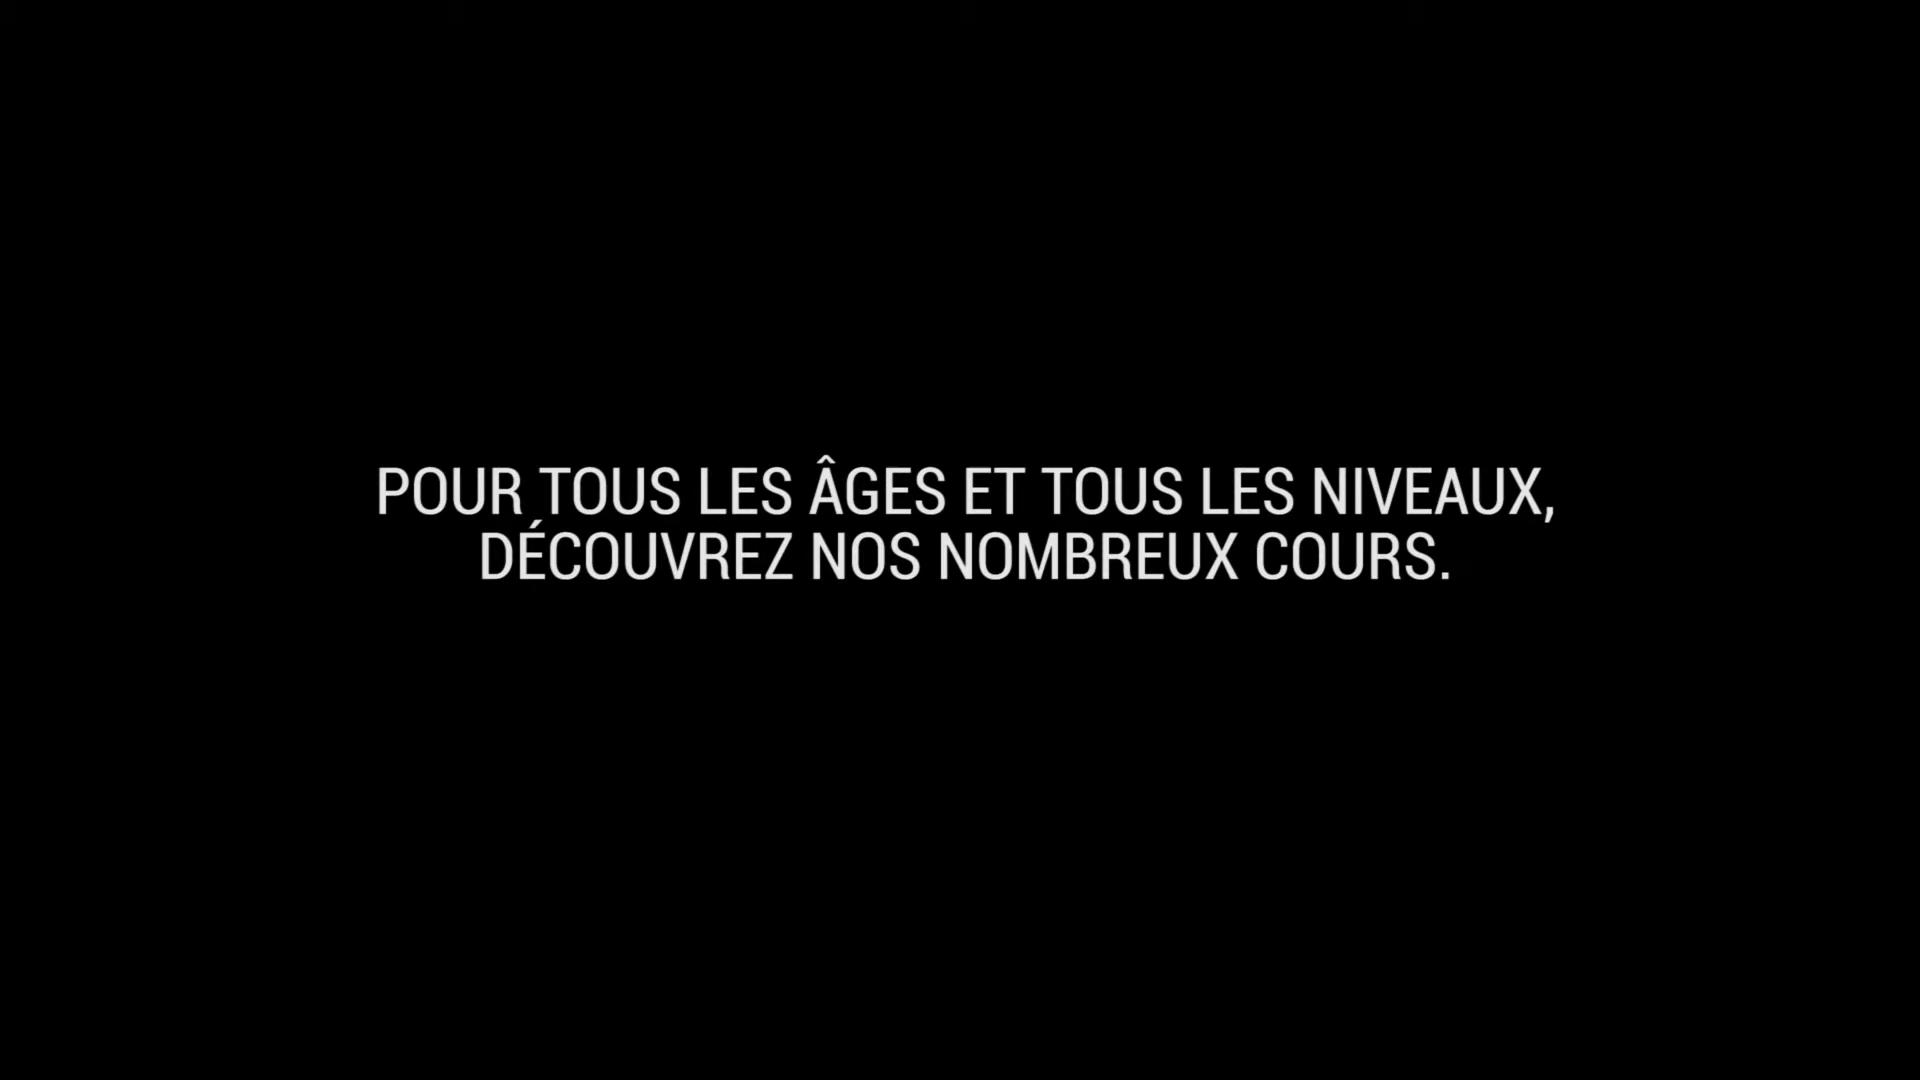 POUR TOUS LES ÂGES ET TOUS LES NIVEAUX,
DÉCOUVREZ NOS NOMBREUX COURS.